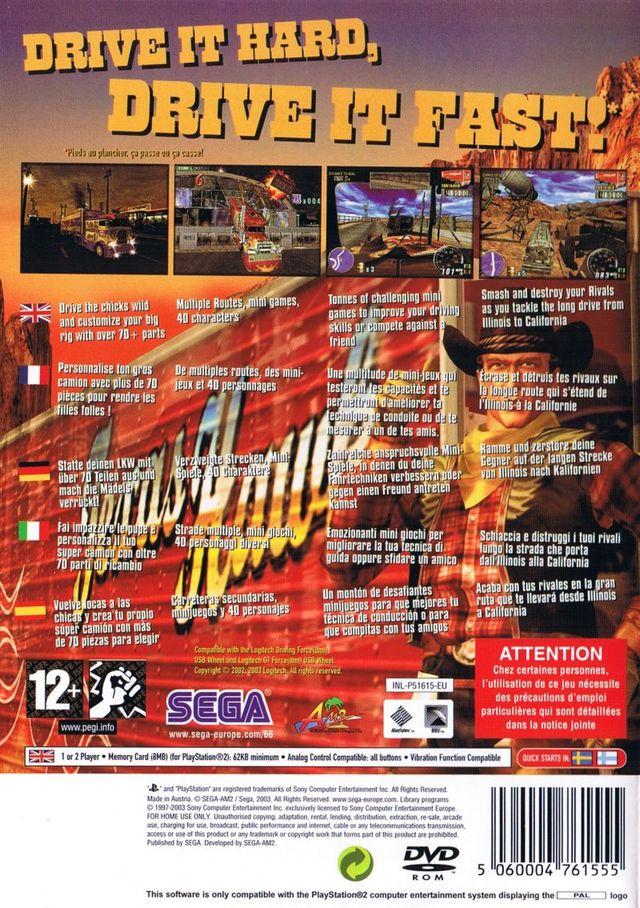 DRIVE IT HARD,
DRIVE IT FAST!*
*Pieds au plancher, ça passe ou ça casse!
Drive the chicks wild
and customize your big
rig with over 70+ parts
Multiple Routes, mini games,
40 characters
Tonnes of challenging mini
games to improve your driving
skills or compete against a
friend
Smash and destroy your Rivals
as you tackle the long drive from
Illinois to California
Personnalise ton gros
camion avec plus de 70
pièces pour rendre les
filles folles !
De multiples routes, des mini-
jeux et 40 personnages
Une multitude de mini-jeux qui
testeront tes capacités et te
permettront d'améliorer ta
technique de conduite ou de te
mesurer à un de tes amis.
Écrase et détruis tes rivaux sur
la longue route qui s'étend de
l'Illinois à la Californie
Statte deinen LKW mit
über 70 Teilen aus und
mach die Mädels
verrückt!
Verzweigte Strecken, Mini-
Spiele, 40 Charaktere
Zahlreiche anspruchsvolle Mini-
Spiele, in denen du deine
Fahrtechniken verbessern oder
gegen einen Freund antreten
kannst
Ramme und zerstöre deine
Gegner auf der langen Strecke
von Illinois nach Kalifornien
Fai impazzire le pupe e
personalizza il tuo
super camion con oltre
70 parti di ricambio
Strade multiple, mini giochi,
40 personaggi diversi
Emozionanti mini giochi per
migliorare la tua tecnica di
guida oppure sfidare un amico
Schiaccia e distruggi i tuoi rivali
lungo la strada che porta
dall'Illinois alla California
Vuelve locas a las
chicas y crea tu propio
súper camión con más
de 70 piezas para elegir
Carreteras secundarias,
minijuegos y 40 personajes
Un montón de desafiantes
minijuegos para que mejores tu
técnica de conducción o para
que compitas con tus amigos
Acaba con tus rivales en la gran
ruta que te llevará desde Illinois
a California
Compatible with the Logitech Driving Force(tm)
USB Wheel and Logitech GT Force(tm) USB Wheel.
Copyright © 2002, 2003 Logitech. All rights reserved.
INL-P51615-EU
ATTENTION
Chez certaines personnes,
l'utilisation de ce jeu nécessite
des précautions d'emploi
particulières qui sont détaillées
dans la notice jointe
12+
www.pegi.info
SEGA
www.sega-europe.com/66
AM2
1 or 2 Player • Memory Card (8MB) (for PlayStation®2): 62KB minimum • Analog Control Compatible: all buttons • Vibration Function Compatible
QUICK STARTS IN:
" and "PlayStation" are registered trademarks of Sony Computer Entertainment Inc. All Rights Reserved.
Made in Austria. © SEGA-AM2 / Sega, 2003. All Rights Reserved. www.sega-europe.com. Library programs
© 1997-2003 Sony Computer Entertainment Inc. exclusively licensed to Sony Computer Entertainment Europe.
FOR HOME USE ONLY. Unauthorised copying, adaptation, rental, lending, distribution, extraction, re-sale, arcade
use, charging for use, broadcast, public performance and internet, cable or any telecommunications transmission,
access or use of this product or any trademark or copyright work that forms part of this product are prohibited.
Published by SEGA. Developed by SEGA-AM2.
DVD
ROM
5 060004 761555
This software is only compatible with the PlayStation®2 computer entertainment system displaying the PAL logo